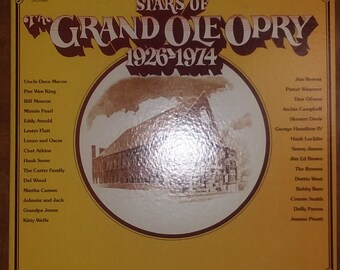 STARS OF
The GRAND OLE OPRY
1926-1974
Uncle Dave Macon
Pee Wee King
Bill Monroe
Minnie Pearl
Eddy Arnold
Lester Flatt
Lonzo and Oscar
Chet Atkins
Hank Snow
The Carter Family
Del Wood
Martha Carson
Johnnie and Jack
Grandpa Jones
Kitty Wells
Jim Reeves
Porter Wagoner
Don Gibson
Archie Campbell
Skeeter Davis
George Hamilton IV
Hank Locklin
Sonny James
Jim Ed Brown
The Browns
Dottie West
Bobby Bare
Connie Smith
Dolly Parton
Jeanne Pruett